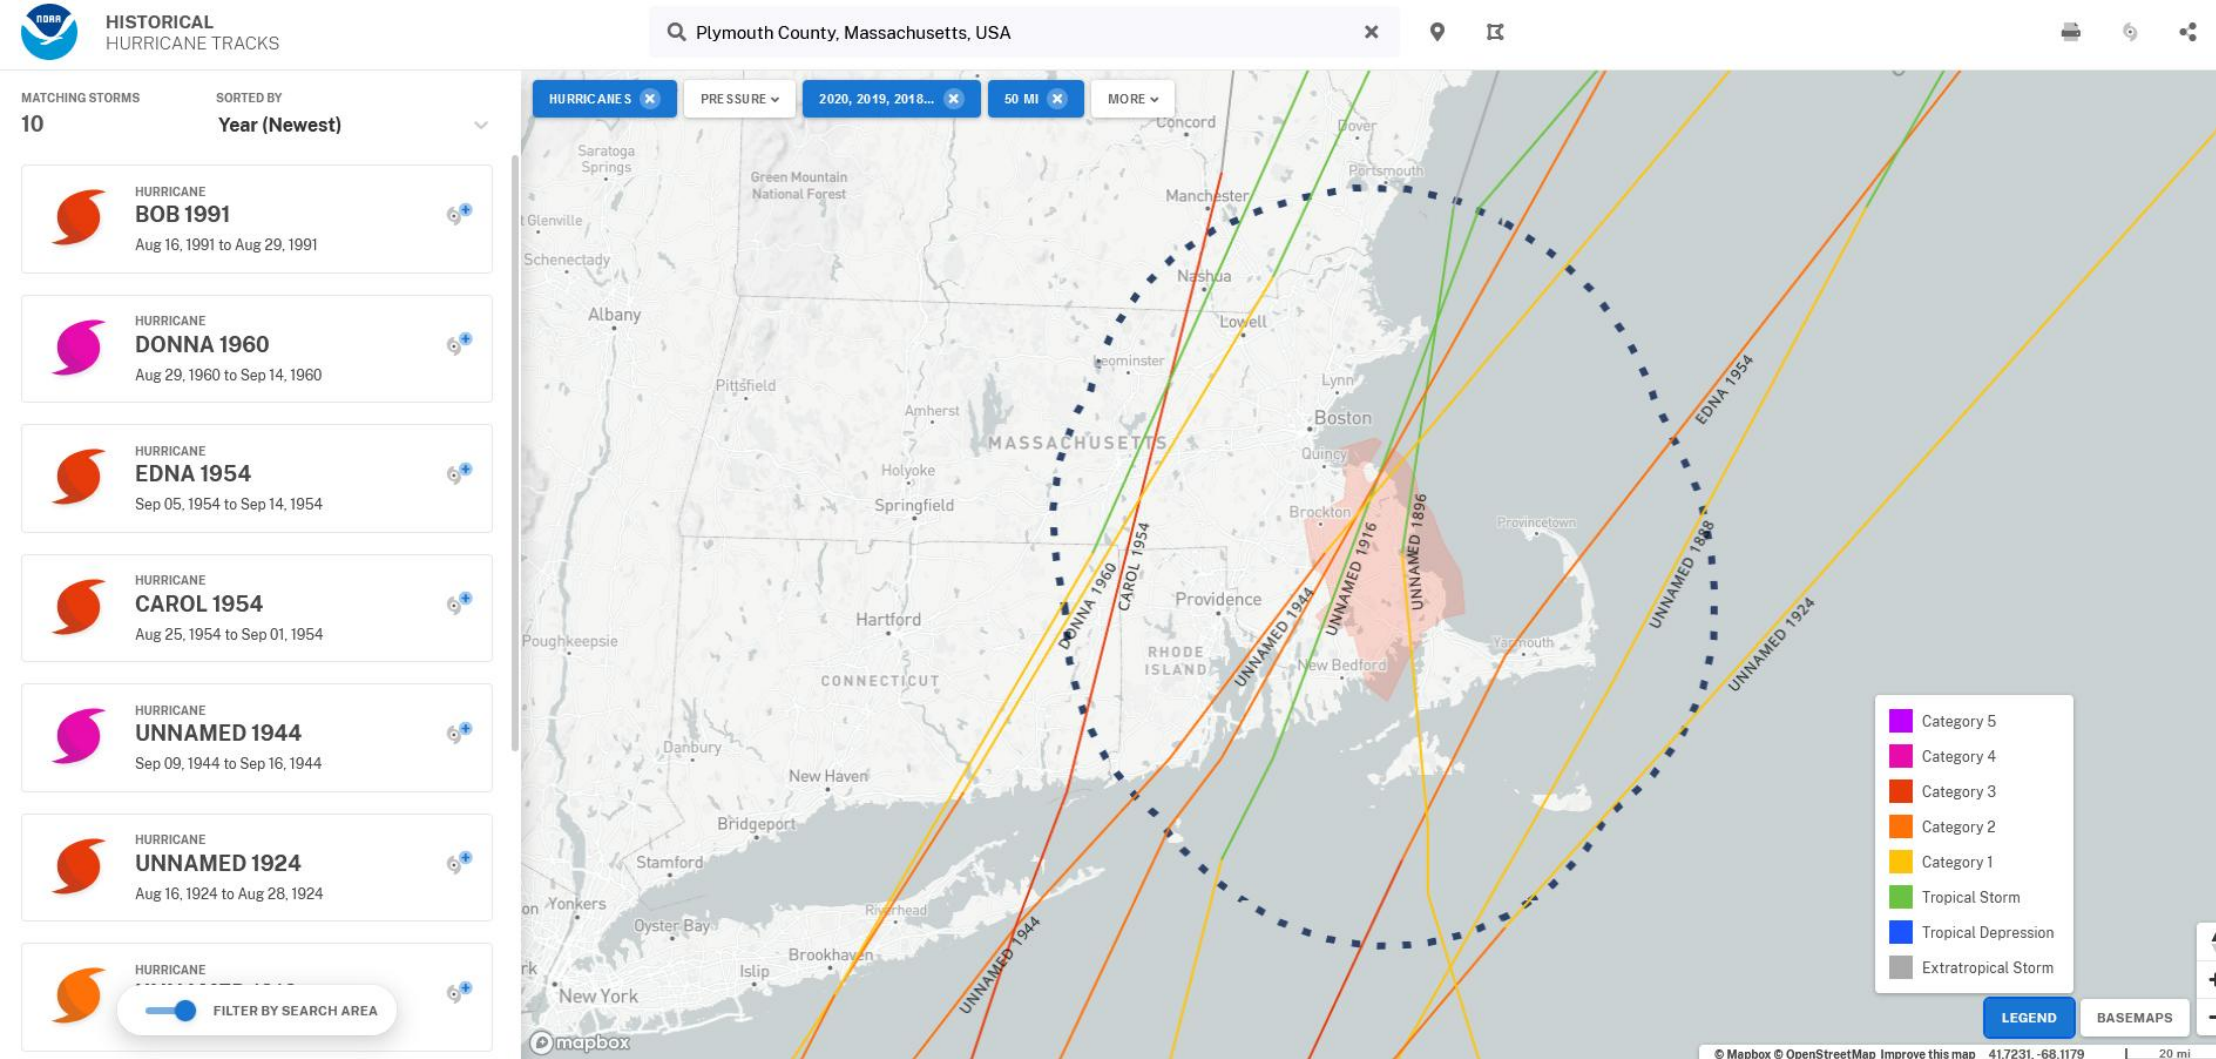 NOAA
HISTORICAL
HURRICANE TRACKS
Plymouth County, Massachusetts, USA
MATCHING STORMS
10
SORTED BY
Year (Newest)
HURRICANE
BOB 1991
Aug 16, 1991 to Aug 29, 1991
HURRICANE
DONNA 1960
Aug 29, 1960 to Sep 14, 1960
HURRICANE
EDNA 1954
Sep 05, 1954 to Sep 14, 1954
HURRICANE
CAROL 1954
Aug 25, 1954 to Sep 01, 1954
HURRICANE
UNNAMED 1944
Sep 09, 1944 to Sep 16, 1944
HURRICANE
UNNAMED 1924
Aug 16, 1924 to Aug 28, 1924
HURRICANE
FILTER BY SEARCH AREA
HURRICANES
PRESSURE
2020, 2019, 2018...
50 MI
MORE
Concord
Dover
Saratoga
Springs
Green Mountain
National Forest
Portsmouth
Manchester
t Glenville
Schenectady
Nashua
Albany
Lowell
Leominster
Pittsfield
Lynn
Amherst
Boston
MASSACHUSETTS
Quincy
Holyoke
Springfield
Brockton
Provincetown
EDNA 1954
CAROL 1954
DONNA 1960
UNNAMED 1944
UNNAMED 1916
UNNAMED 1896
UNNAMED 1888
UNNAMED 1924
Providence
Hartford
Poughkeepsie
RHODE
ISLAND
New Bedford
Yarmouth
CONNECTICUT
Danbury
New Haven
Bridgeport
Stamford
on
Yonkers
Riverhead
Oyster Bay
Brookhaven
UNNAMED 1944
rk
Islip
New York
mapbox
Category 5
Category 4
Category 3
Category 2
Category 1
Tropical Storm
Tropical Depression
Extratropical Storm
LEGEND
BASEMAPS
© Mapbox © OpenStreetMap Improve this map
41.7231, -68.1179
20 mi